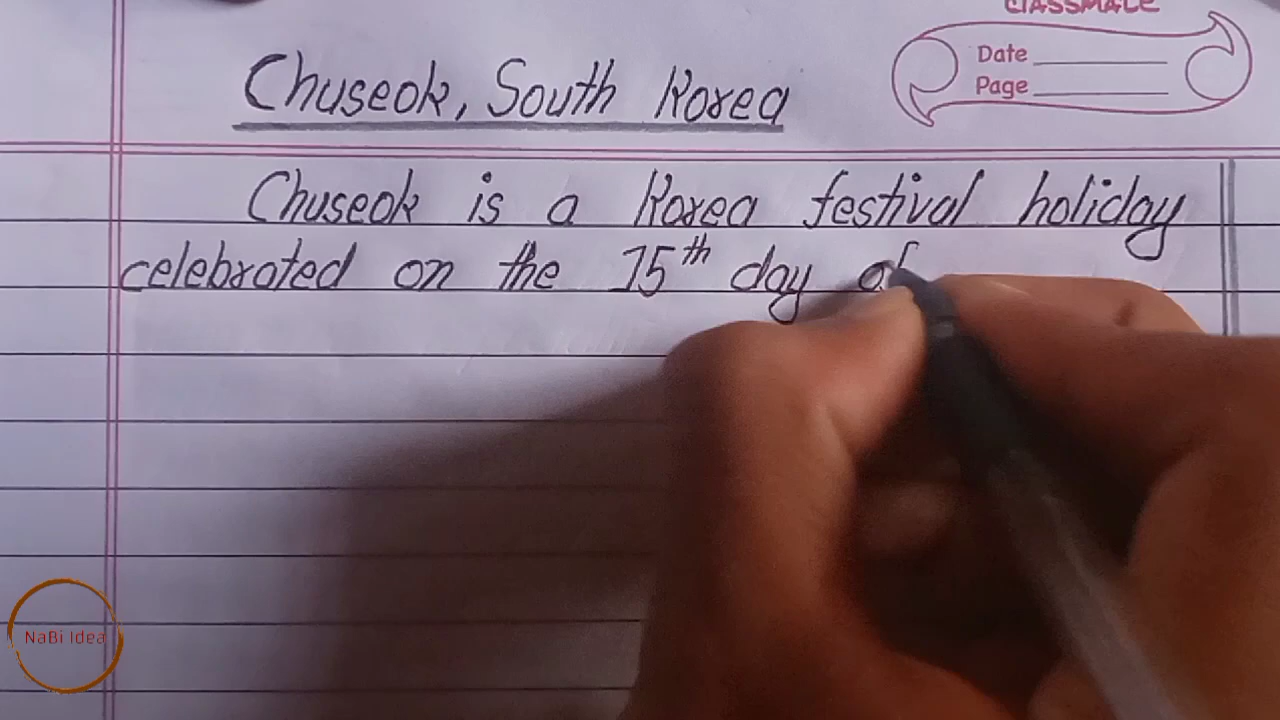 CLASSMATE
Date
Page
Chuseok, South Korea
Chuseok is a Korea festival holiday
celebrated on the 15th day of
NaBi Idea